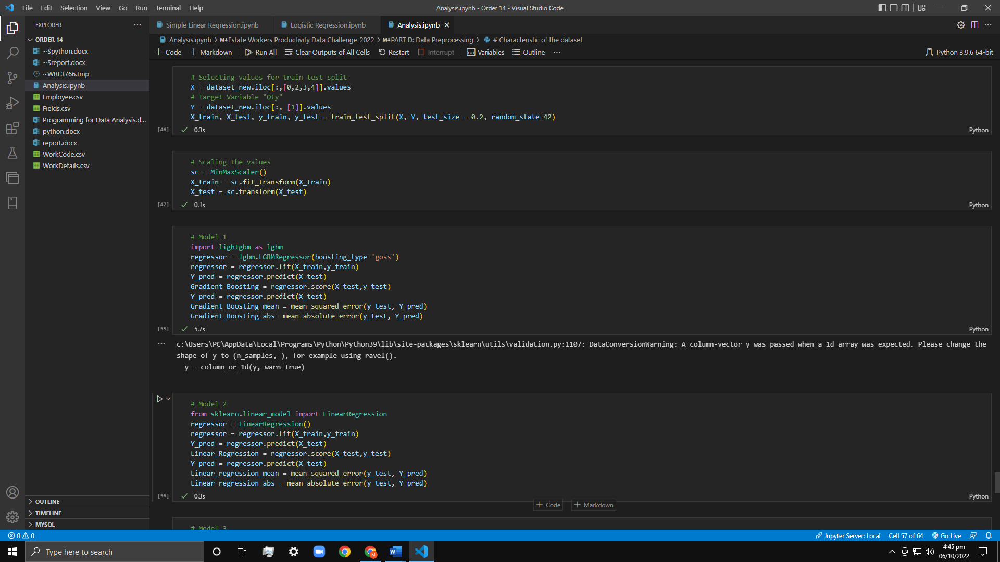 File Edit Selection View Go Run Terminal Help
Analysis.ipynb - Order 14 - Visual Studio Code
EXPLORER
ORDER 14
~$python.docx
~$report.docx
~WRL3766.tmp
Analysis.ipynb
Employee.csv
Fields.csv
Programming for Data Analysis.d...
python.docx
report.docx
WorkCode.csv
WorkDetails.csv
OUTLINE
TIMELINE
MYSQL
Simple Linear Regression.ipynb Logistic Regression.ipynb Analysis.ipynb
Analysis.ipynb > M↓Estate Workers Productivity Data Challenge-2022 > M↓PART D: Data Preprocessing > # Characteristic of the dataset
+ Code + Markdown Run All Clear Outputs of All Cells Restart Interrupt Variables Outline ... Python 3.9.6 64-bit
# Selecting values for train test split
X = dataset_new.iloc[:,[0,2,3,4]].values
# Target Variable "Qty"
Y = dataset_new.iloc[:, [1]].values
X_train, X_test, y_train, y_test = train_test_split(X, Y, test_size = 0.2, random_state=42)
[46] ✓ 0.3s Python
# Scaling the values
sc = MinMaxScaler()
X_train = sc.fit_transform(X_train)
X_test = sc.transform(X_test)
[47] ✓ 0.1s Python
# Model 1
import lightgbm as lgbm
regressor = lgbm.LGBMRegressor(boosting_type='goss')
regressor = regressor.fit(X_train,y_train)
Y_pred = regressor.predict(X_test)
Gradient_Boosting = regressor.score(X_test,y_test)
Y_pred = regressor.predict(X_test)
Gradient_Boosting_mean = mean_squared_error(y_test, Y_pred)
Gradient_Boosting_abs= mean_absolute_error(y_test, Y_pred)
[55] ✓ 5.7s Python
... c:\Users\PC\AppData\Local\Programs\Python\Python39\lib\site-packages\sklearn\utils\validation.py:1107: DataConversionWarning: A column-vector y was passed when a 1d array was expected. Please change the
shape of y to (n_samples, ), for example using ravel().
y = column_or_1d(y, warn=True)
# Model 2
from sklearn.linear_model import LinearRegression
regressor = LinearRegression()
regressor = regressor.fit(X_train,y_train)
Y_pred = regressor.predict(X_test)
Linear_Regression = regressor.score(X_test,y_test)
Y_pred = regressor.predict(X_test)
Linear_regression_mean = mean_squared_error(y_test, Y_pred)
Linear_regression_abs = mean_absolute_error(y_test, Y_pred)
[56] ✓ 0.3s Python
+ Code + Markdown
# Model 3
0 0 Jupyter Server: Local Cell 57 of 64 Go Live
Type here to search
M
4:45 pm
06/10/2022